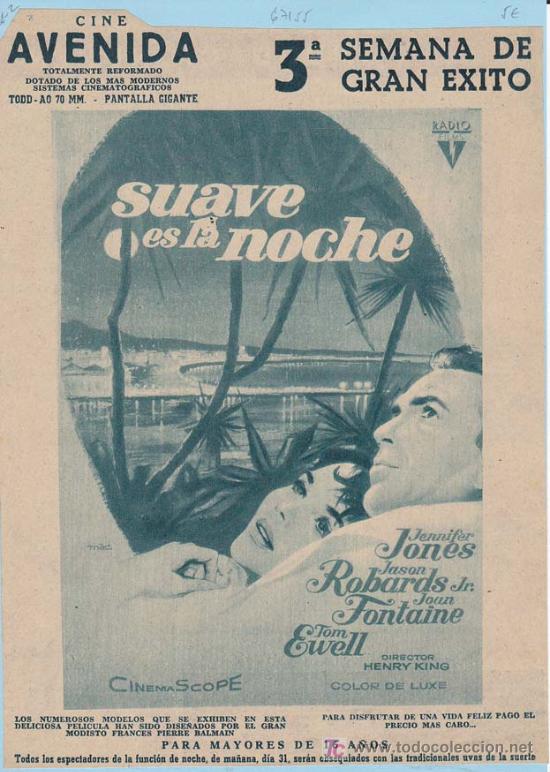 67155
5€
CINE
AVENIDA
TOTALMENTE REFORMADO
DOTADO DE LOS MAS MODERNOS
SISTEMAS CINEMATOGRAFICOS
TODD-AO 70 MM. - PANTALLA GIGANTE
3ª SEMANA DE
GRAN EXITO
RADIO
FILMS
suave
es la noche
mac
Jennifer
Jones
Jason
Robards Jr.
Joan
Fontaine
Tom
Ewell
DIRECTOR
HENRY KING
CINEMASCOPE
COLOR DE LUXE
LOS NUMEROSOS MODELOS QUE SE EXHIBEN EN ESTA
DELICIOSA PELICULA HAN SIDO DISEÑADOS POR EL GRAN
MODISTO FRANCES PIERRE BALMAIN
PARA DISFRUTAR DE UNA VIDA FELIZ PAGO EL
PRECIO MAS CARO...
PARA MAYORES DE AÑOS
todocoleccion.net
Todos los espectadores de la función de noche, de mañana, día 31, serán obsequiados con las tradicionales uvas de la suerte